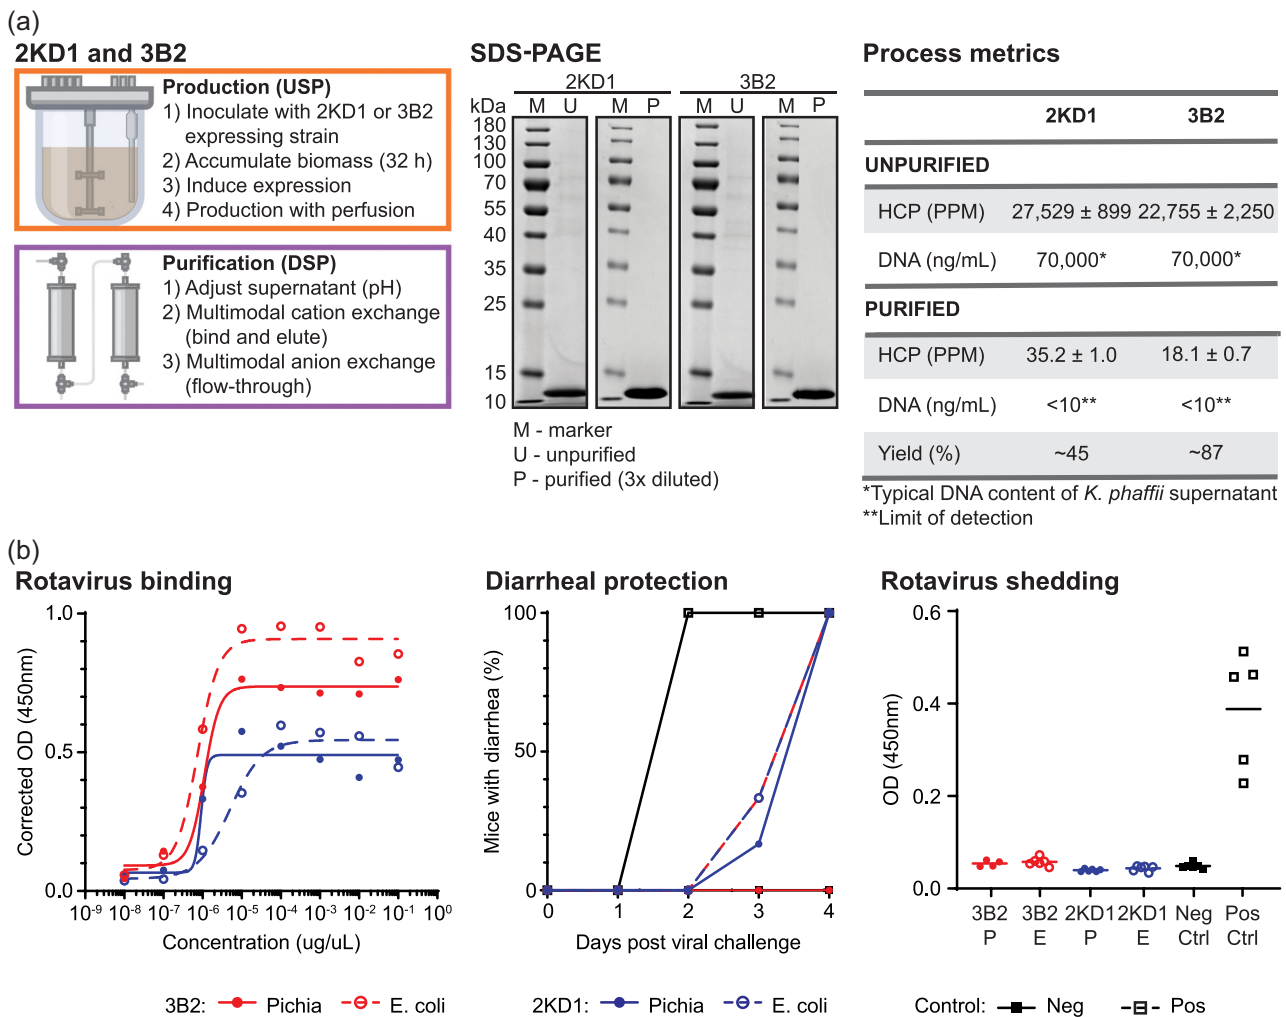 (a)
2KD1 and 3B2
Production (USP)
1) Inoculate with 2KD1 or 3B2
expressing strain
2) Accumulate biomass (32 h)
3) Induce expression
4) Production with perfusion
Purification (DSP)
1) Adjust supernatant (pH)
2) Multimodal cation exchange
(bind and elute)
3) Multimodal anion exchange
(flow-through)
SDS-PAGE
2KD1 3B2
kDa M U M P M U M P
180
130
100
70
55
40
35
25
15
10
M - marker
U - unpurified
P - purified (3x diluted)
Process metrics
2KD1 3B2
UNPURIFIED
HCP (PPM) 27,529 ± 899 22,755 ± 2,250
DNA (ng/mL) 70,000* 70,000*
PURIFIED
HCP (PPM) 35.2 ± 1.0 18.1 ± 0.7
DNA (ng/mL) <10** <10**
Yield (%) ~45 ~87
*Typical DNA content of K. phaffii supernatant
**Limit of detection
(b)
Rotavirus binding
Corrected OD (450nm)
1.0
0.5
0.0
10⁻⁹ 10⁻⁸ 10⁻⁷ 10⁻⁶ 10⁻⁵ 10⁻⁴ 10⁻³ 10⁻² 10⁻¹ 10⁰
Concentration (ug/uL)
Diarrheal protection
Mice with diarrhea (%)
100
50
0
0 1 2 3 4
Days post viral challenge
Rotavirus shedding
OD (450nm)
0.6
0.4
0.2
0.0
3B2 3B2 2KD1 2KD1 Neg Pos
P E P E Ctrl Ctrl
3B2: Pichia E. coli 2KD1: Pichia E. coli Control: Neg Pos